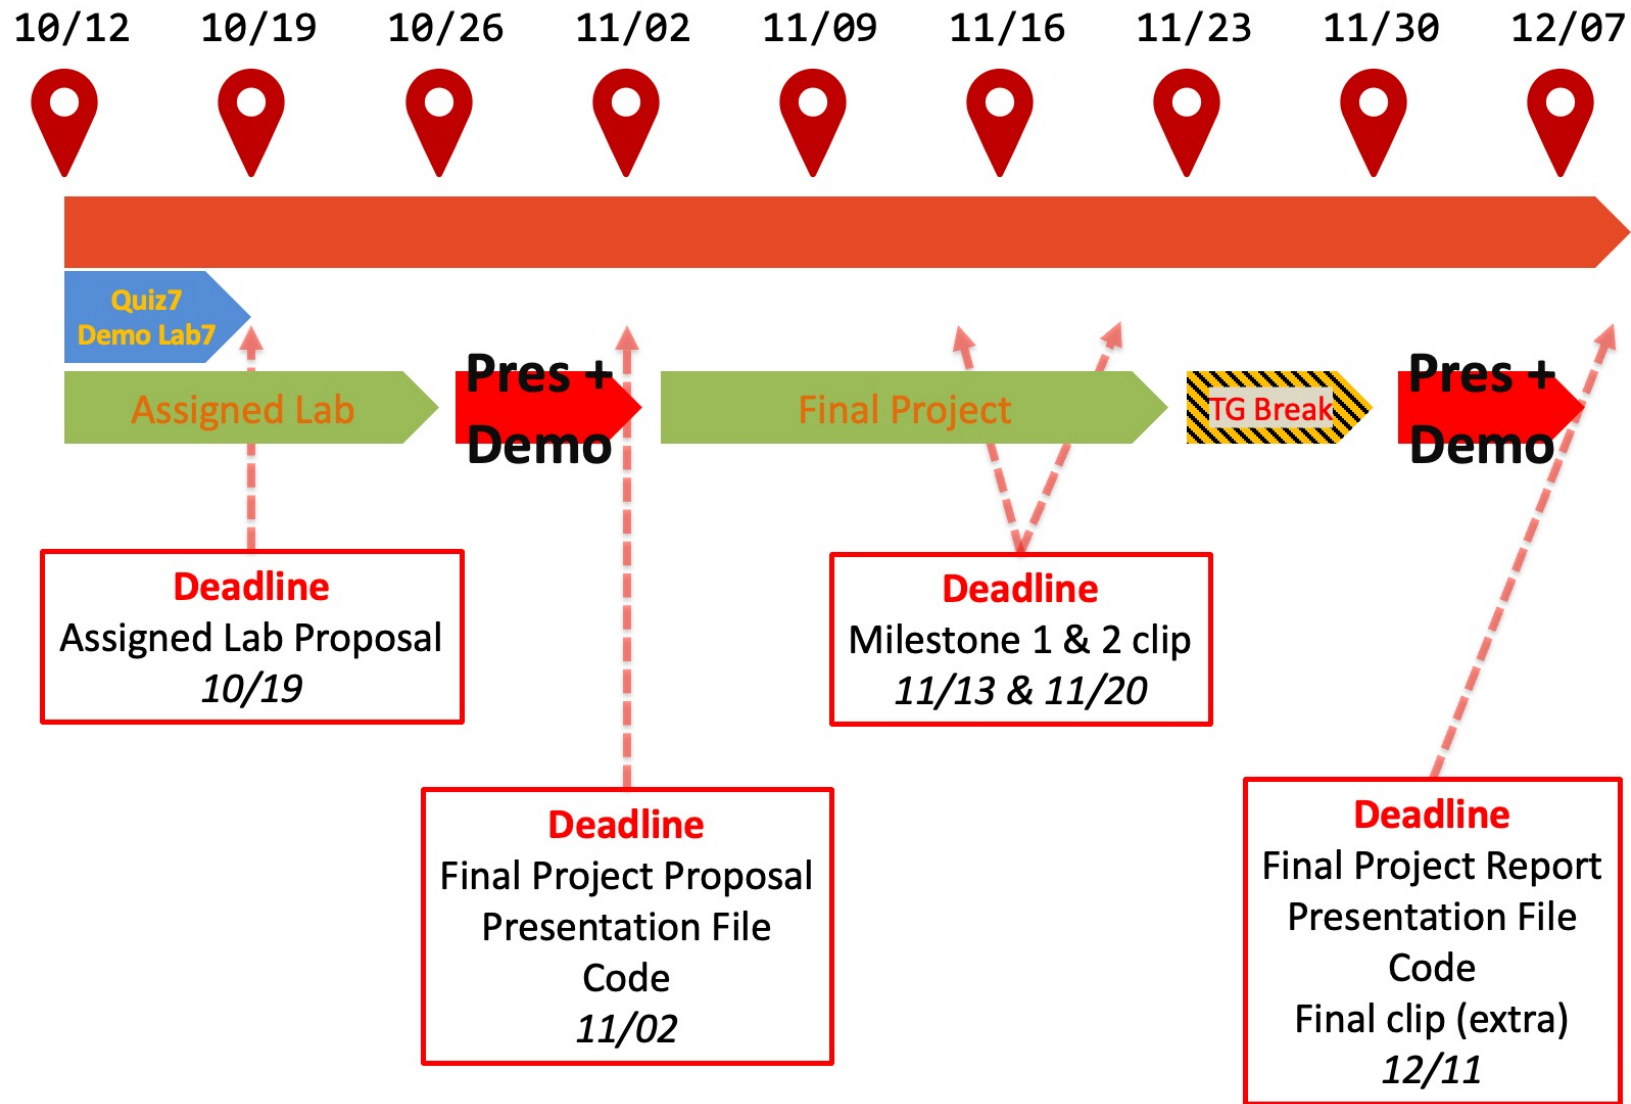 10/12 10/19 10/26 11/02 11/09 11/16 11/23 11/30 12/07
Quiz7
Demo Lab7
Assigned Lab
Pres +
Demo
Final Project
TG Break
Pres +
Demo
Deadline
Assigned Lab Proposal
10/19
Deadline
Milestone 1 & 2 clip
11/13 & 11/20
Deadline
Final Project Proposal
Presentation File
Code
11/02
Deadline
Final Project Report
Presentation File
Code
Final clip (extra)
12/11